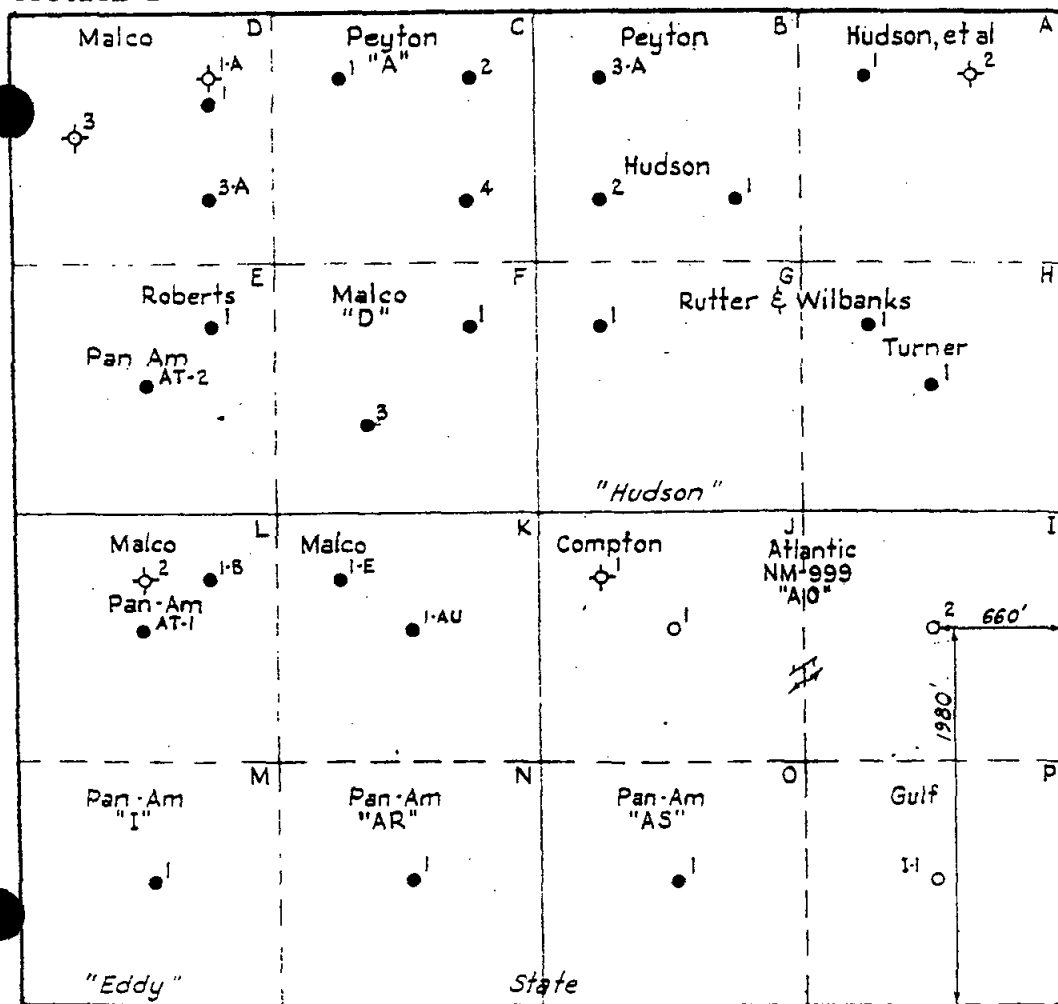 D
Malco
1-A
1
3
3-A
C
Peyton
"A"
1
2
4
B
Peyton
3-A
Hudson
2
1
A
Hudson, et al
1
2
E
Roberts
1
Pan Am
AT-2
F
Malco
"D"
1
3
G
1
H
Rutter & Wilbanks
1
Turner
1
"Hudson"
L
Malco
2
1-B
Pan-Am
AT-1
K
Malco
1-E
1-AU
J
Compton
1
1
I
Atlantic
NM-999
"AO"
2
660'
1980'
M
Pan-Am
"I"
1
N
Pan-Am
"AR"
1
O
Pan-Am
"AS"
1
P
Gulf
I-1
"Eddy"
State